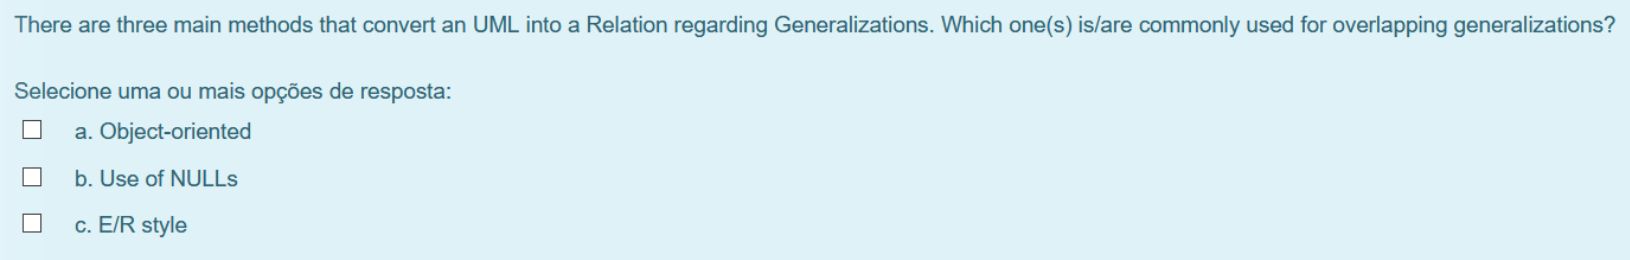 There are three main methods that convert an UML into a Relation regarding Generalizations. Which one(s) is/are commonly used for overlapping generalizations?
Selecione uma ou mais opções de resposta:
a. Object-oriented
b. Use of NULLs
c. E/R style